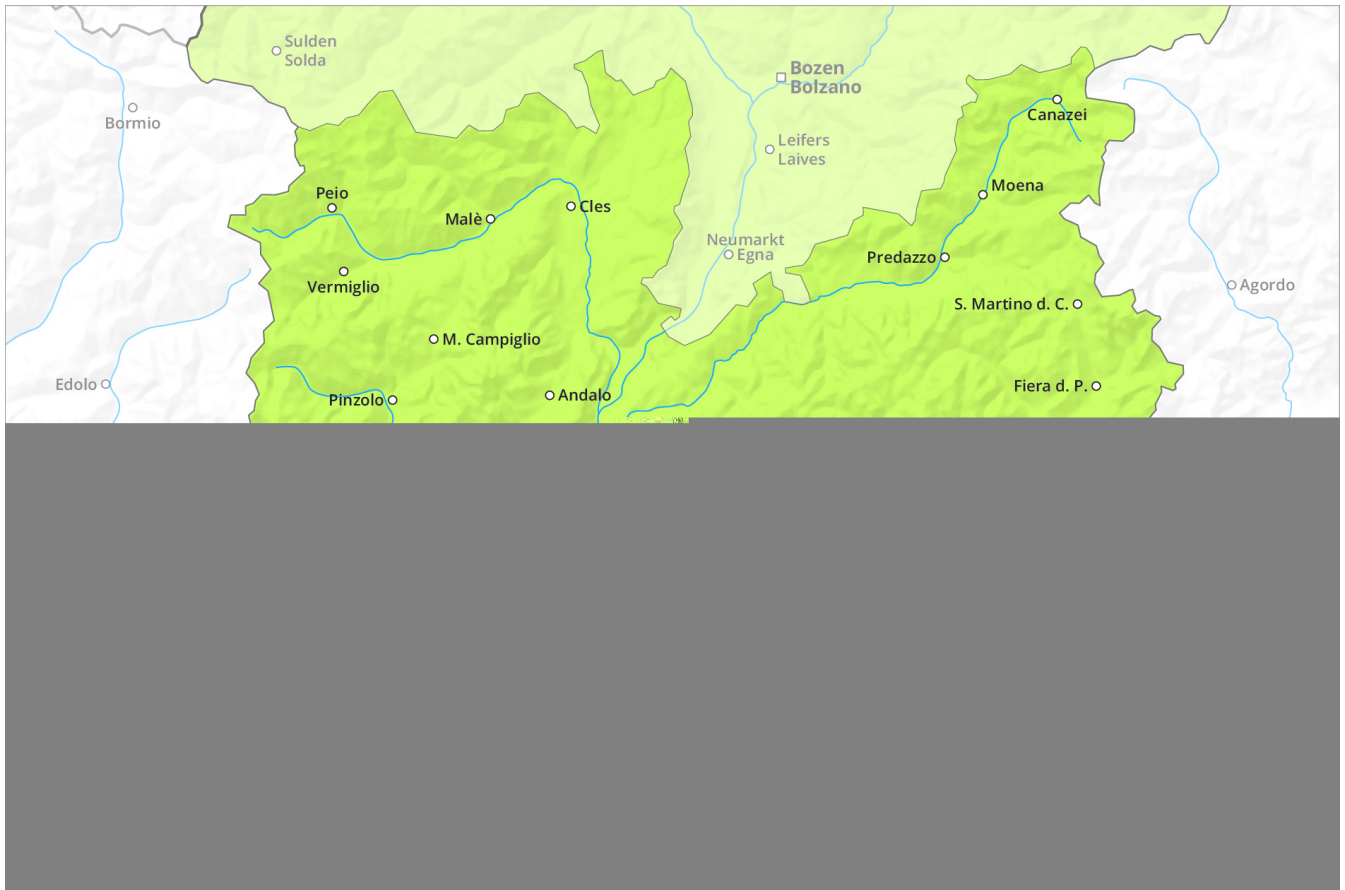 Sulden
Solda
Bozen
Bolzano
Bormio
Canazei
Leifers
Laives
Peio
Moena
Malè
Cles
Neumarkt
Egna
Predazzo
Vermiglio
Agordo
S. Martino d. C.
M. Campiglio
Edolo
Fiera d. P.
Andalo
Pinzolo